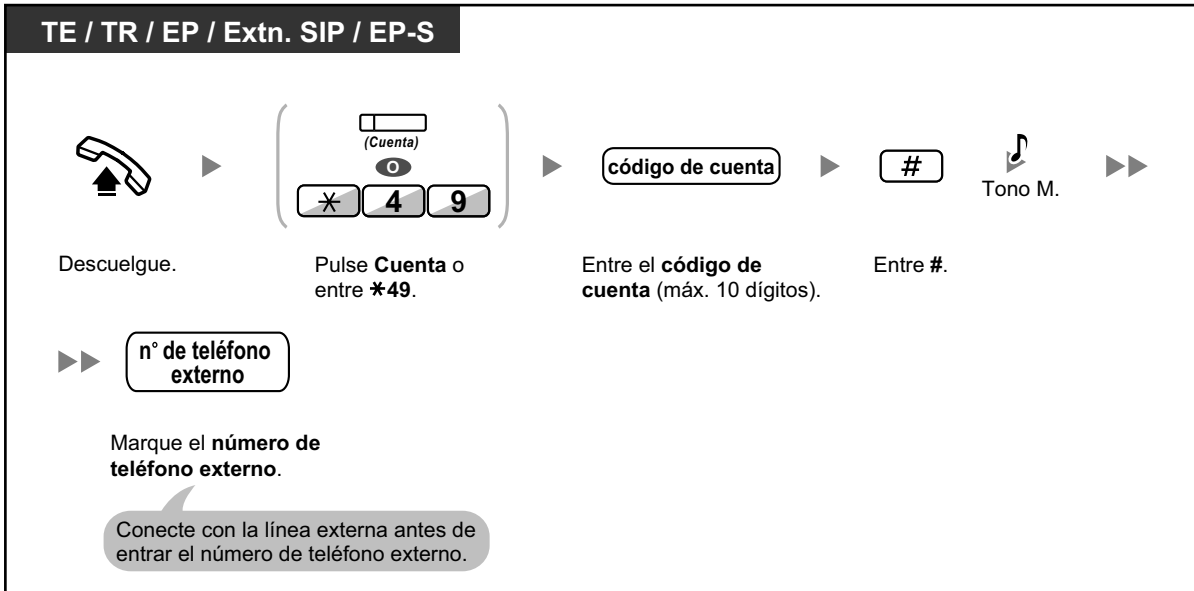 TE / TR / EP / Extn. SIP / EP-S
(Cuenta)
O
* 4 9
código de cuenta
#
Tono M.
Descuelgue.
Pulse Cuenta o
entre *49.
Entre el código de
cuenta (máx. 10 dígitos).
Entre #.
n° de teléfono
externo
Marque el número de
teléfono externo.
Conecte con la línea externa antes de
entrar el número de teléfono externo.